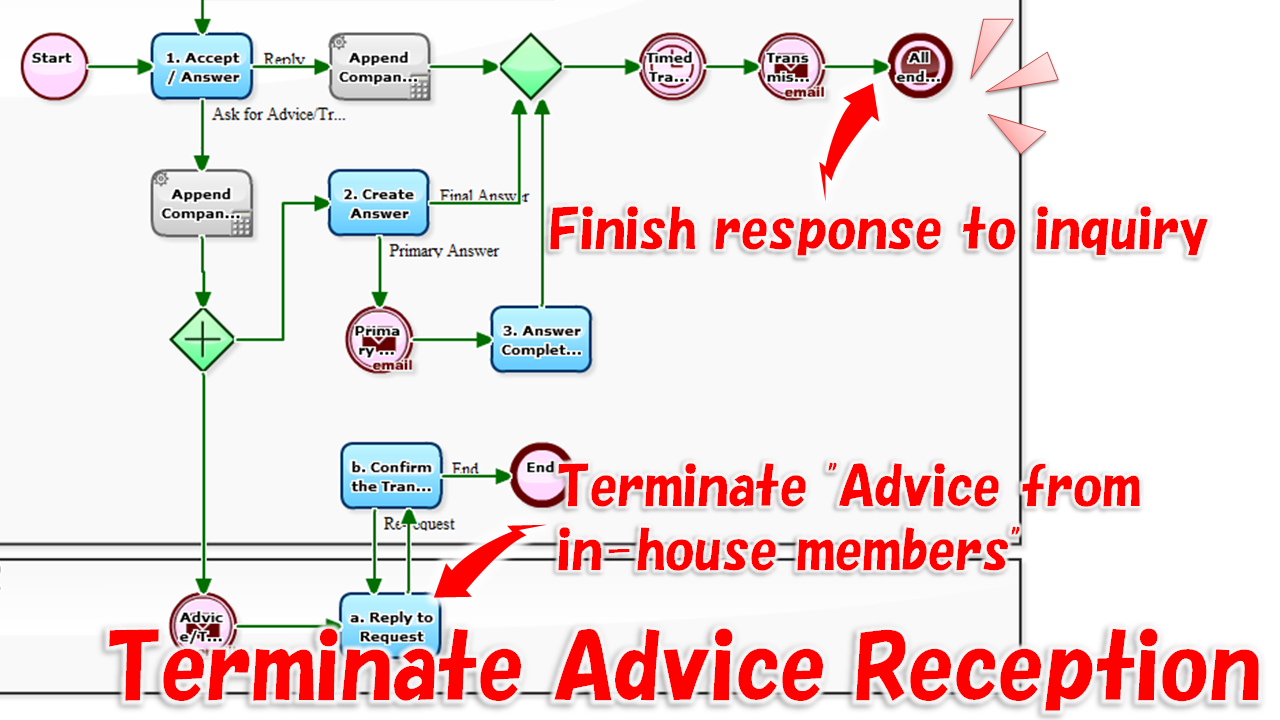 Start
1. Accept
/ Answer
Reply
Append
Compan...
Timed
Tra...
Trans
mis...
email
All
end...
Ask for Advice/Tr...
Append
Compan...
2. Create
Answer
Final Answer
Finish response to inquiry
Primary Answer
Prima
ry ...
email
3. Answer
Complet...
b. Confirm
the Tran...
End
End
Terminate "Advice from
in-house members"
Re-request
Advic
e/T...
a. Reply to
Request
Terminate Advice Reception